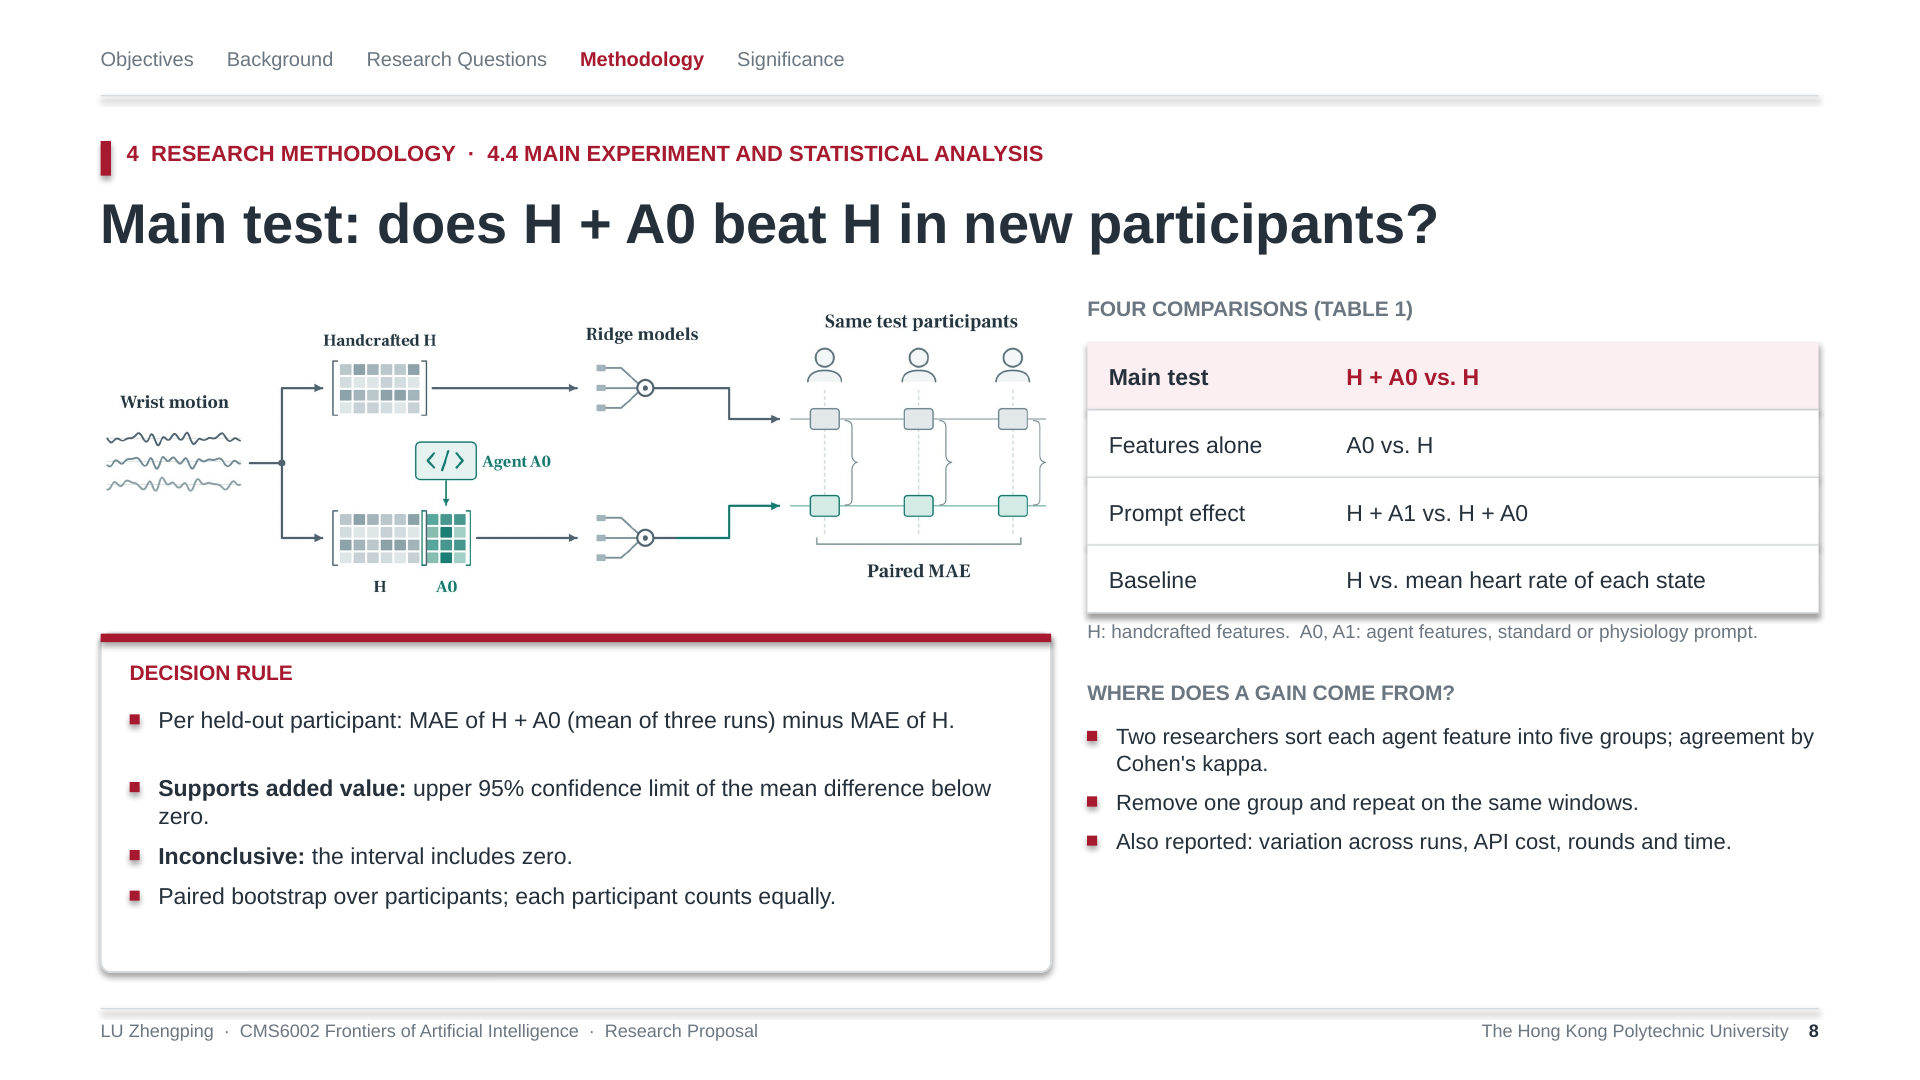 Objectives Background Research Questions Methodology Significance
4 RESEARCH METHODOLOGY · 4.4 MAIN EXPERIMENT AND STATISTICAL ANALYSIS
Main test: does H + A0 beat H in new participants?
Wrist motion
Handcrafted H
Agent A0
H A0
Ridge models
Same test participants
Paired MAE
DECISION RULE
Per held-out participant: MAE of H + A0 (mean of three runs) minus MAE of H.
Supports added value: upper 95% confidence limit of the mean difference below
zero.
Inconclusive: the interval includes zero.
Paired bootstrap over participants; each participant counts equally.
FOUR COMPARISONS (TABLE 1)
Main test H + A0 vs. H
Features alone A0 vs. H
Prompt effect H + A1 vs. H + A0
Baseline H vs. mean heart rate of each state
H: handcrafted features. A0, A1: agent features, standard or physiology prompt.
WHERE DOES A GAIN COME FROM?
Two researchers sort each agent feature into five groups; agreement by
Cohen's kappa.
Remove one group and repeat on the same windows.
Also reported: variation across runs, API cost, rounds and time.
LU Zhengping · CMS6002 Frontiers of Artificial Intelligence · Research Proposal
The Hong Kong Polytechnic University 8